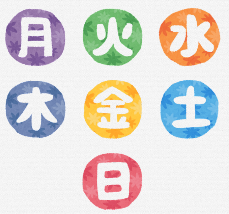 月 火 水
木 金 土
日